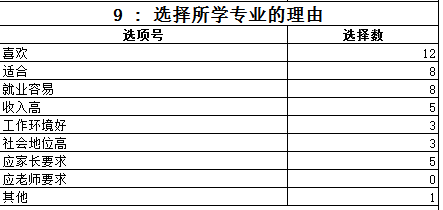 9 : 选择所学专业的理由
选项号 选择数
喜欢 12
适合 8
就业容易 8
收入高 5
工作环境好 3
社会地位高 3
应家长要求 5
应老师要求 0
其他 1